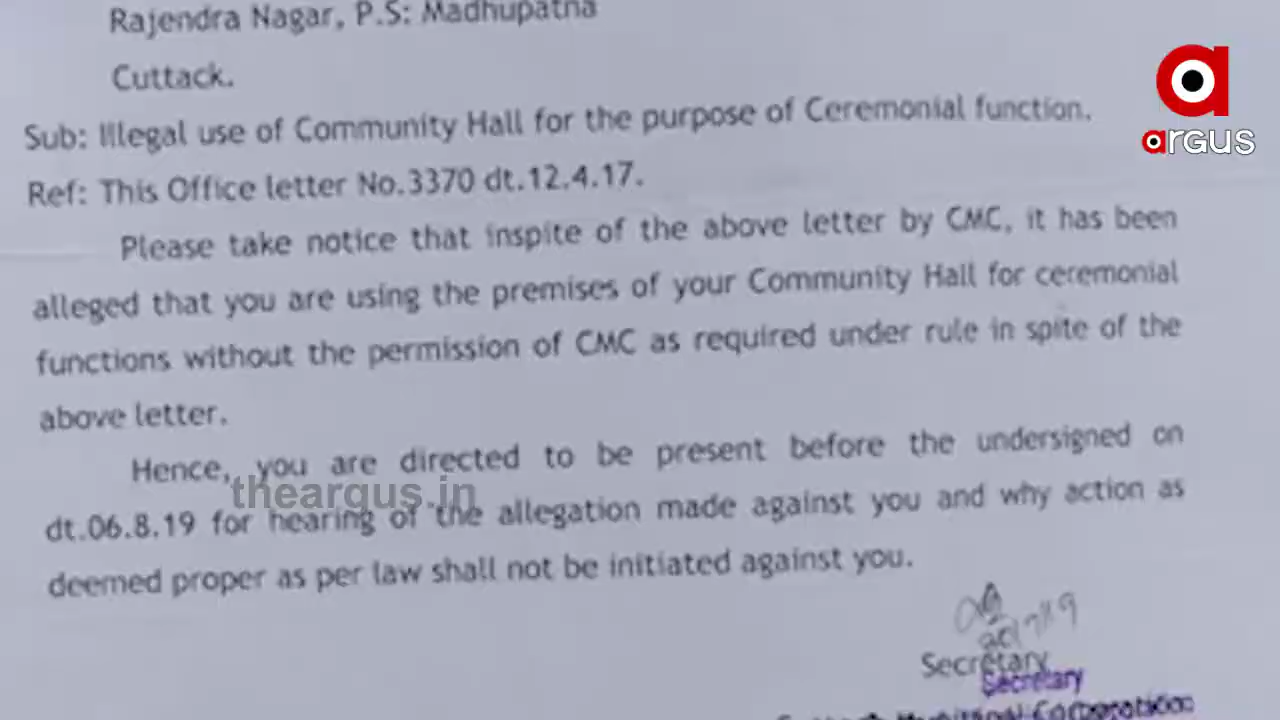 Rajendra Nagar, P.S: Madhupatna
Cuttack.
argus
Sub: Illegal use of Community Hall for the purpose of Ceremonial function.
Ref: This Office letter No.3370 dt.12.4.17.
Please take notice that inspite of the above letter by CMC, it has been
alleged that you are using the premises of your Community Hall for ceremonial
functions without the permission of CMC as required under rule in spite of the
above letter.
Hence, you are directed to be present before the undersigned on
theargus.in
dt.06.8.19 for hearing of the allegation made against you and why action as
deemed proper as per law shall not be initiated against you.
Secretary
Secretary
Municipal Corporation